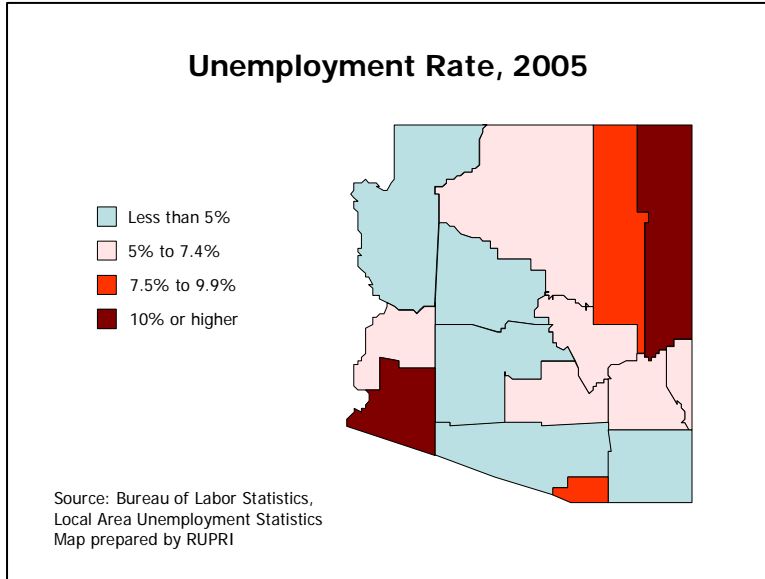 Unemployment Rate, 2005
Less than 5%
5% to 7.4%
7.5% to 9.9%
10% or higher
Source: Bureau of Labor Statistics,
Local Area Unemployment Statistics
Map prepared by RUPRI